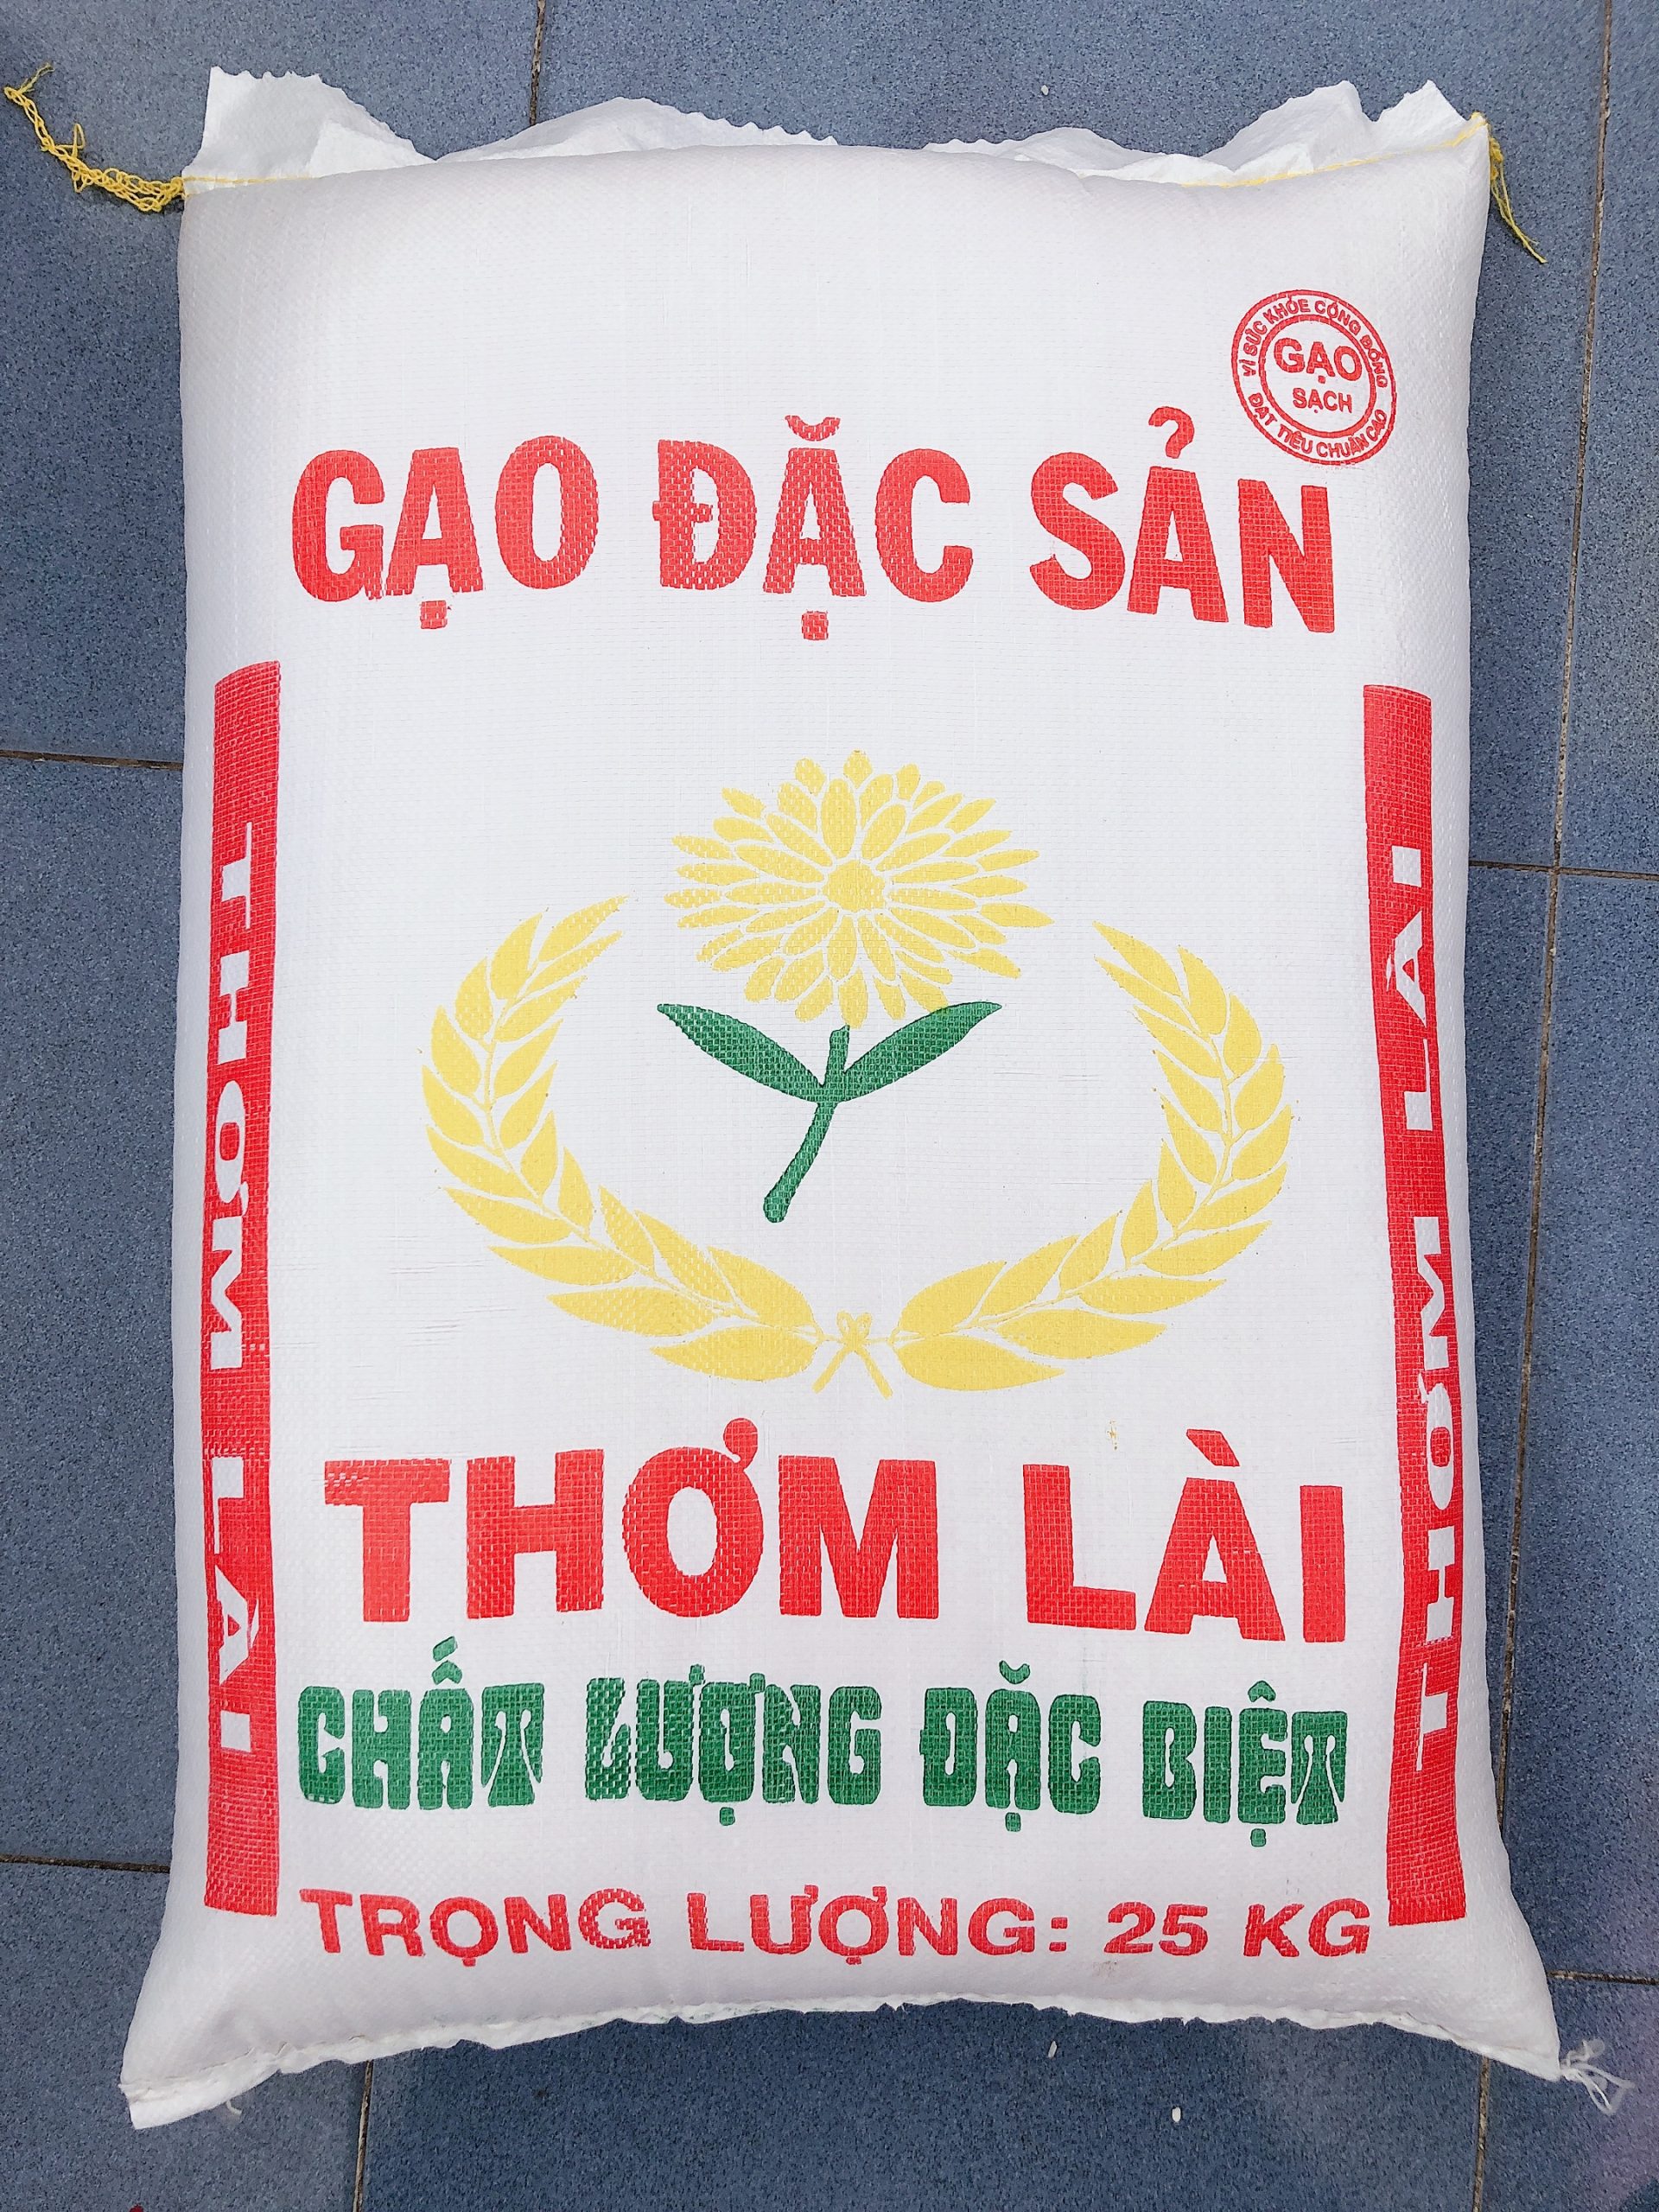 VÌ SỨC KHỎE CỘNG ĐỒNG
GẠO
SẠCH
ĐẠT TIÊU CHUẨN CAO
GẠO ĐẶC SẢN
THƠM LÀI
THƠM LÀI
THƠM LÀI
CHẤT LƯỢNG ĐẶC BIỆT
TRỌNG LƯỢNG: 25 KG